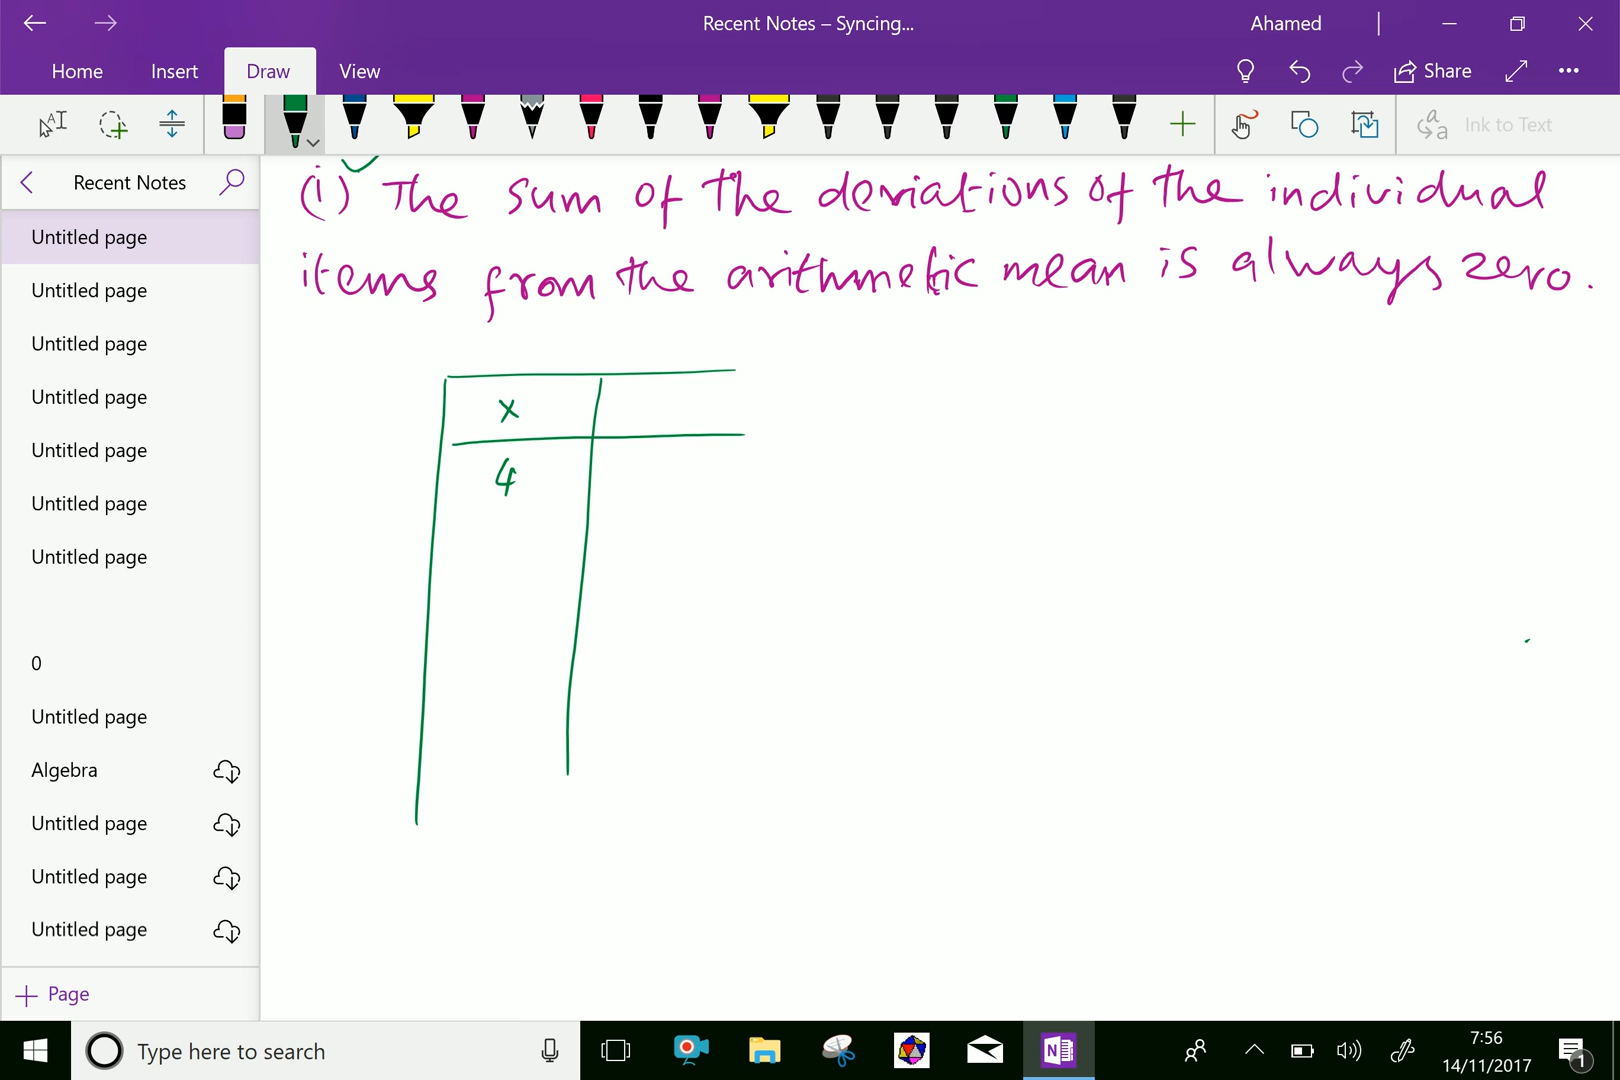 Recent Notes – Syncing...
Ahamed
Home
Insert
Draw
View
Share
Ink to Text
Recent Notes
Untitled page
Untitled page
Untitled page
Untitled page
Untitled page
Untitled page
Untitled page
0
Untitled page
Algebra
Untitled page
Untitled page
Untitled page
Page
(i) The sum of the deviations of the individual
items from the arithmetic mean is always zero.
x
4
Type here to search
7:56
14/11/2017
1